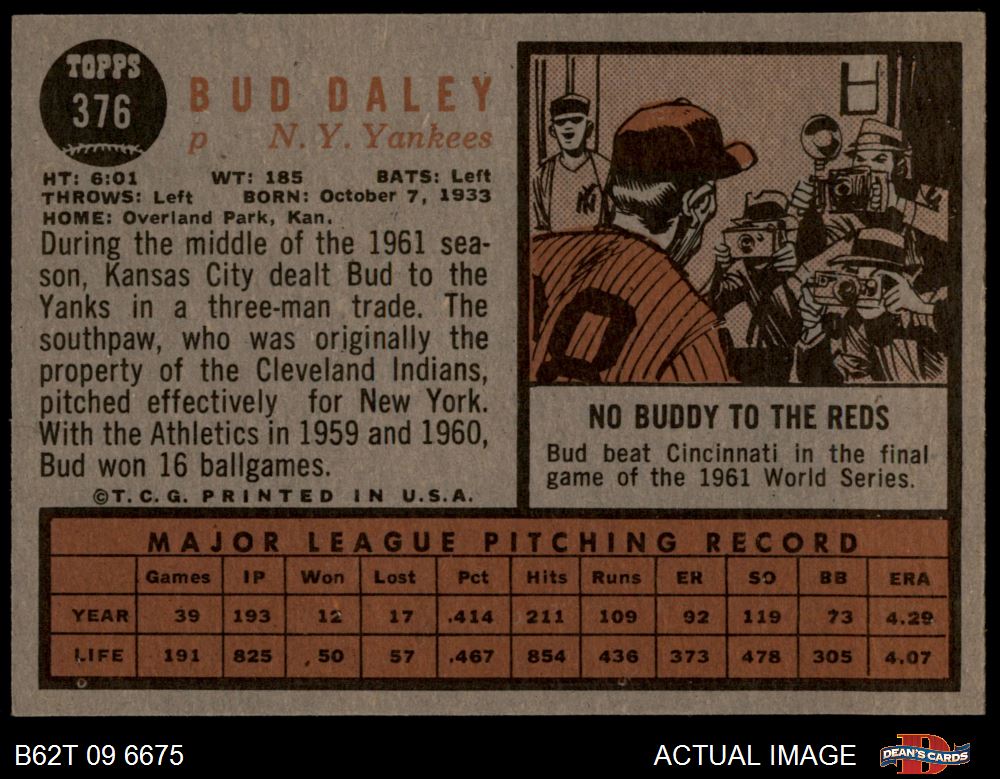 TOPPS
376
BUD DALEY
p N. Y. Yankees
HT: 6:01 WT: 185 BATS: Left
THROWS: Left BORN: October 7, 1933
HOME: Overland Park, Kan.
During the middle of the 1961 sea-
son, Kansas City dealt Bud to the
Yanks in a three-man trade. The
southpaw, who was originally the
property of the Cleveland Indians,
pitched effectively for New York.
With the Athletics in 1959 and 1960,
Bud won 16 ballgames.
©T. C. G. PRINTED IN U.S.A.
NY
NO BUDDY TO THE REDS
Bud beat Cincinnati in the final
game of the 1961 World Series.
MAJOR LEAGUE PITCHING RECORD
Games IP Won Lost Pct Hits Runs ER SO BB ERA
YEAR 39 193 12 17 .414 211 109 92 119 73 4.29
LIFE 191 825 50 57 .467 854 436 373 478 305 4.07
B62T 09 6675 ACTUAL IMAGE DEAN'S CARDS